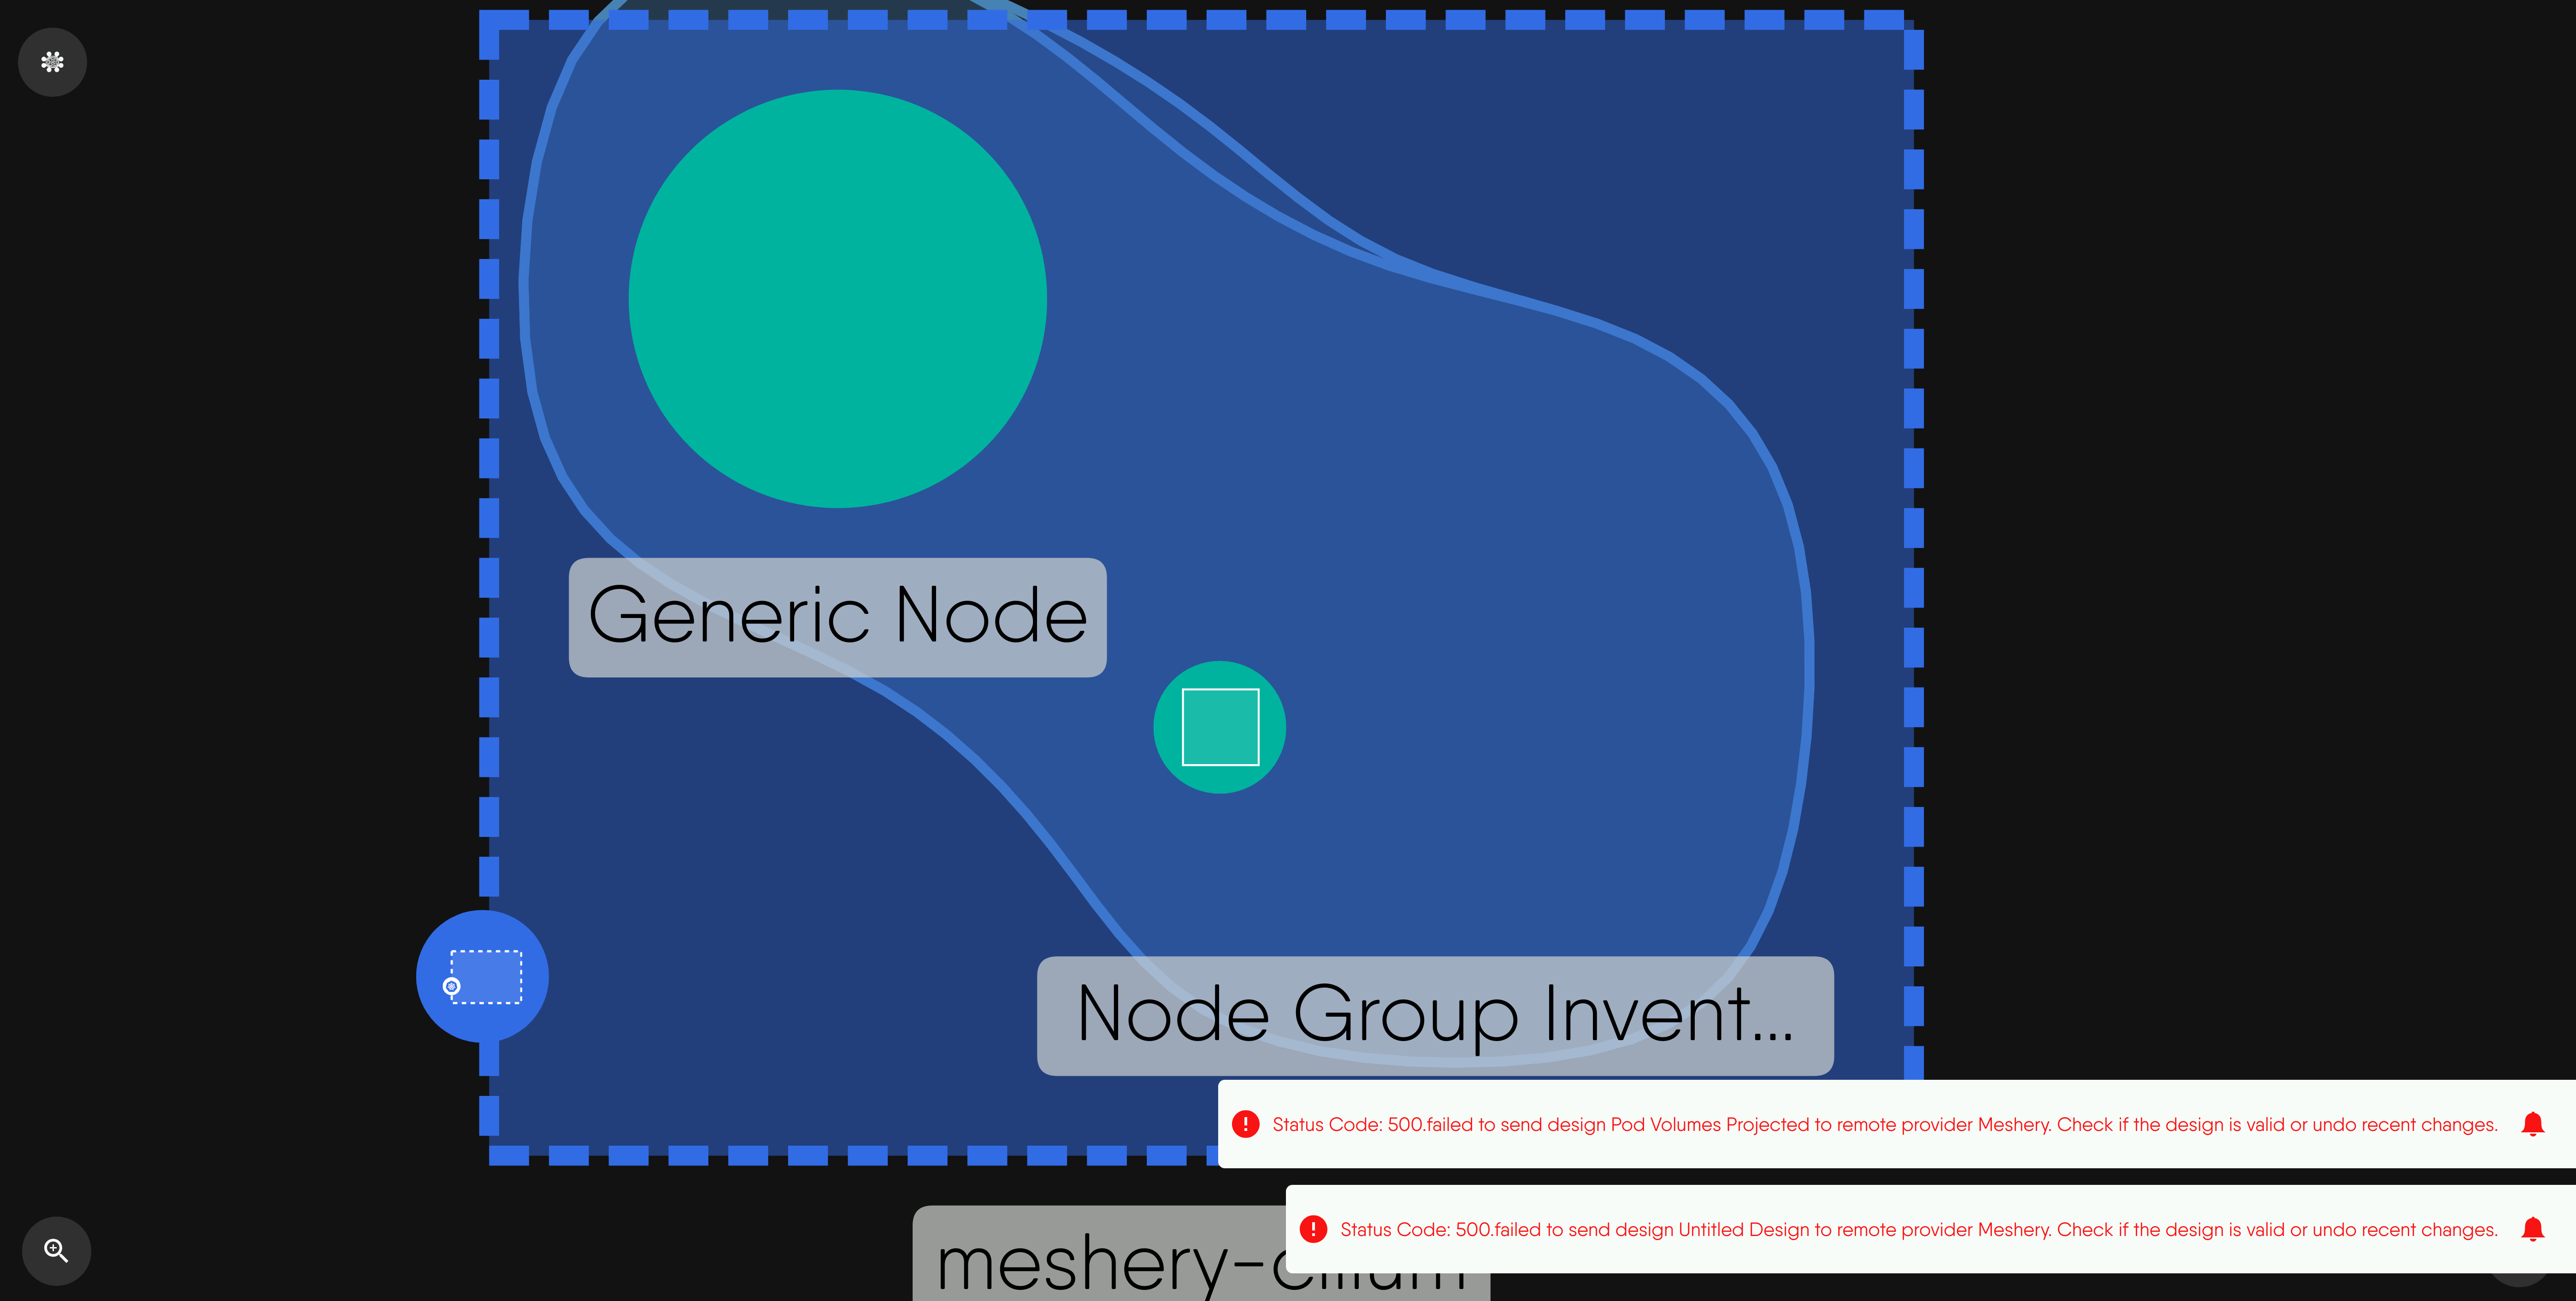 Generic Node
Node Group Invent...
Status Code: 500.failed to send design Pod Volumes Projected to remote provider Meshery. Check if the design is valid or undo recent changes.
Status Code: 500.failed to send design Untitled Design to remote provider Meshery. Check if the design is valid or undo recent changes.
meshery-cilium